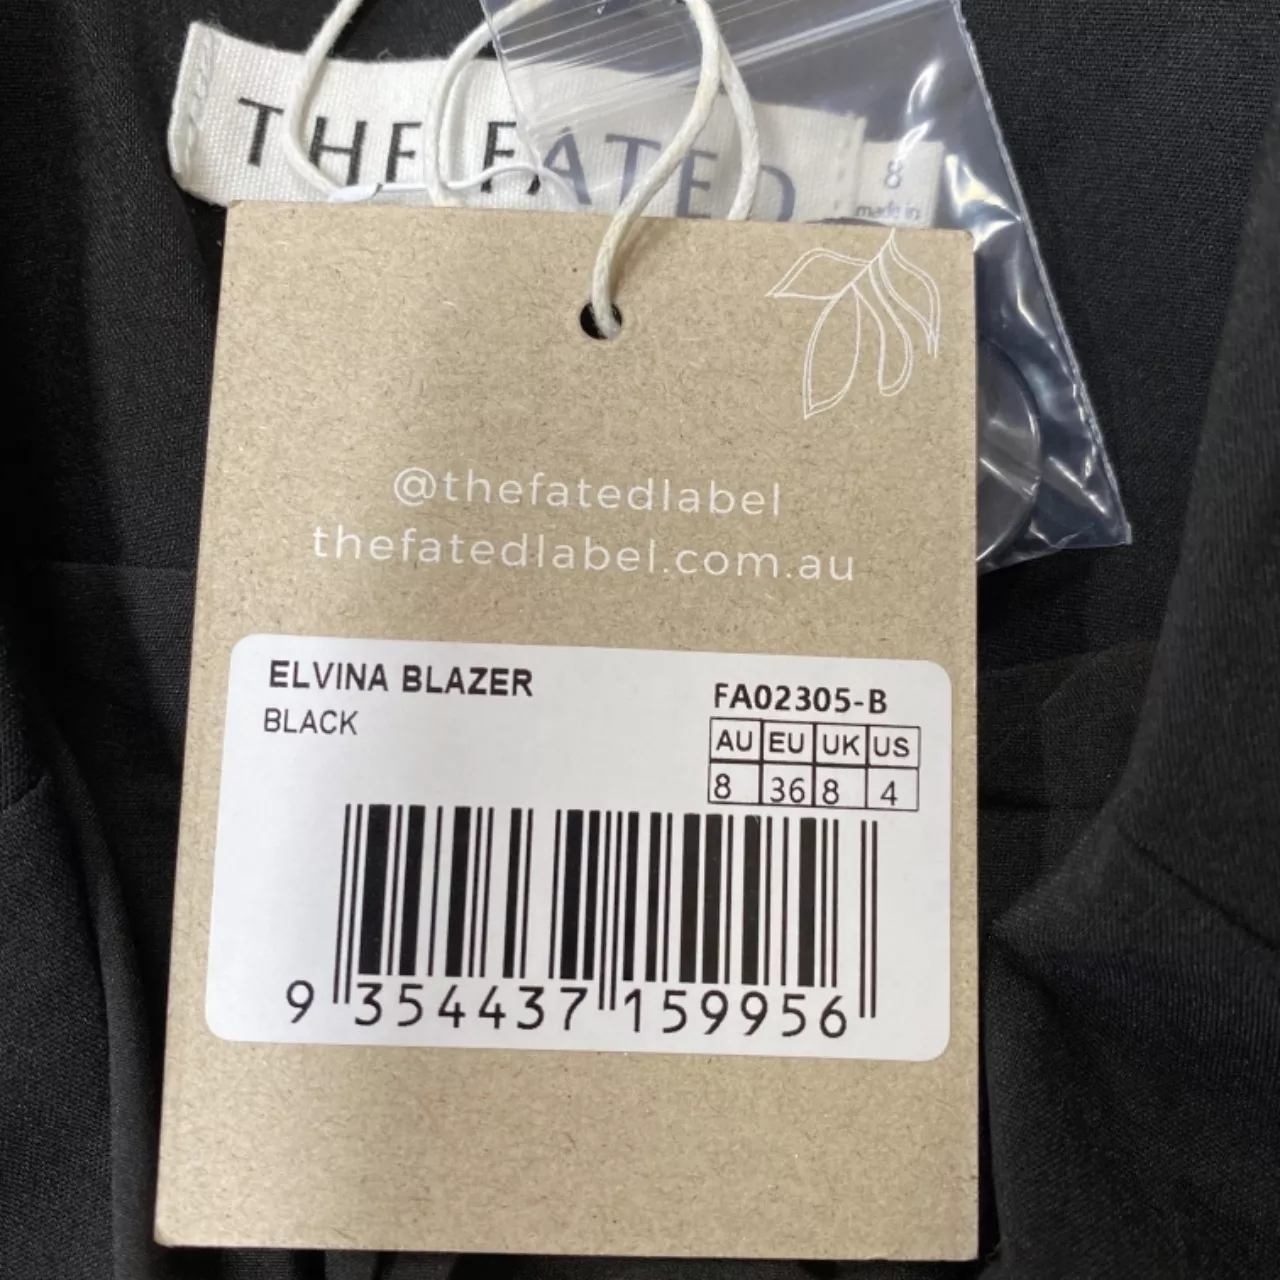 THE FATED
8
made in
@thefatedlabel
thefatedlabel.com.au
ELVINA BLAZER
BLACK
FA02305-B
AU EU UK US
8 36 8 4
9 354437 159956